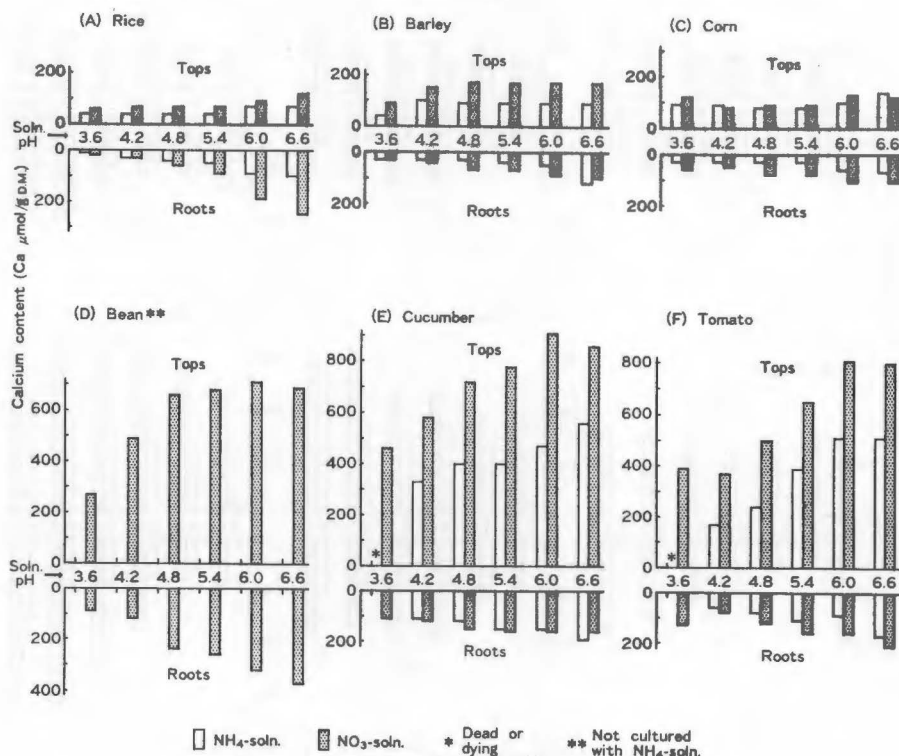 (A) Rice
(B) Barley
(C) Corn
200
Tops
200
Tops
200
Tops
0
0
0
Soln. pH → 3.6 4.2 4.8 5.4 6.0 6.6
3.6 4.2 4.8 5.4 6.0 6.6
3.6 4.2 4.8 5.4 6.0 6.6
0
0
0
200
Roots
200
Roots
200
Roots
Calcium content (Ca μmol/g D.M.)
(D) Bean**
(E) Cucumber
(F) Tomato
Tops
600
400
200
0
Tops
800
600
400
200
0
*
Tops
800
600
400
200
0
*
Soln. → pH
3.6 4.2 4.8 5.4 6.0 6.6
3.6 4.2 4.8 5.4 6.0 6.6
3.6 4.2 4.8 5.4 6.0 6.6
0
200
400
Roots
0
200
Roots
0
200
Roots
NH₄-soln.
NO₃-soln.
* Dead or dying
** Not cultured with NH₄-soln.